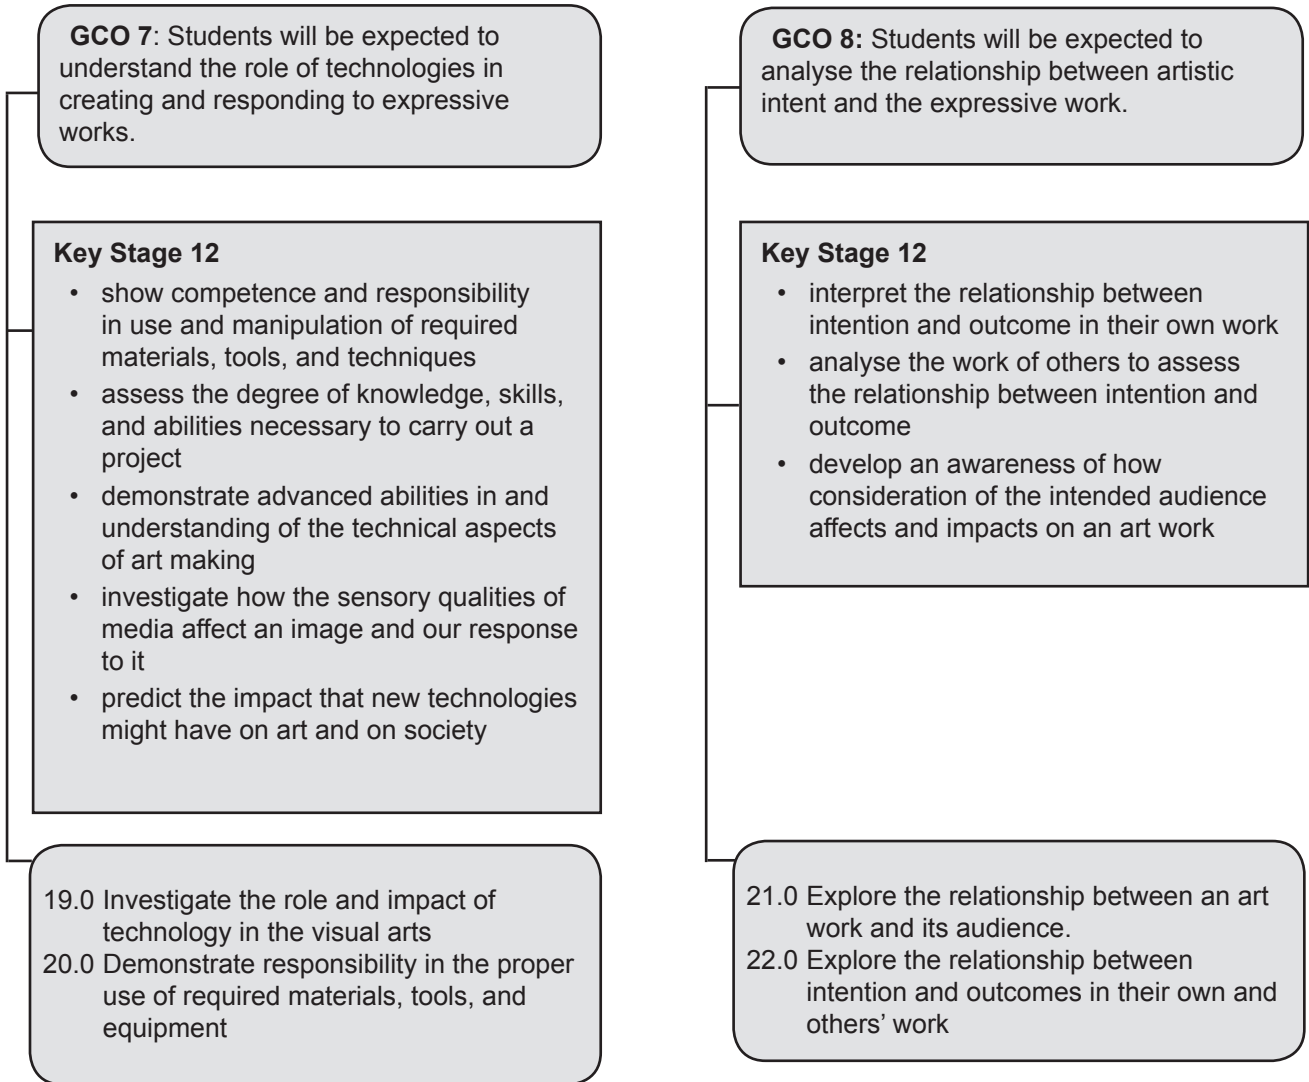 GCO 7: Students will be expected to
understand the role of technologies in
creating and responding to expressive
works.
Key Stage 12
• show competence and responsibility
in use and manipulation of required
materials, tools, and techniques
• assess the degree of knowledge, skills,
and abilities necessary to carry out a
project
• demonstrate advanced abilities in and
understanding of the technical aspects
of art making
• investigate how the sensory qualities of
media affect an image and our response
to it
• predict the impact that new technologies
might have on art and on society
19.0 Investigate the role and impact of
technology in the visual arts
20.0 Demonstrate responsibility in the proper
use of required materials, tools, and
equipment
GCO 8: Students will be expected to
analyse the relationship between artistic
intent and the expressive work.
Key Stage 12
• interpret the relationship between
intention and outcome in their own work
• analyse the work of others to assess
the relationship between intention and
outcome
• develop an awareness of how
consideration of the intended audience
affects and impacts on an art work
21.0 Explore the relationship between an art
work and its audience.
22.0 Explore the relationship between
intention and outcomes in their own and
others’ work